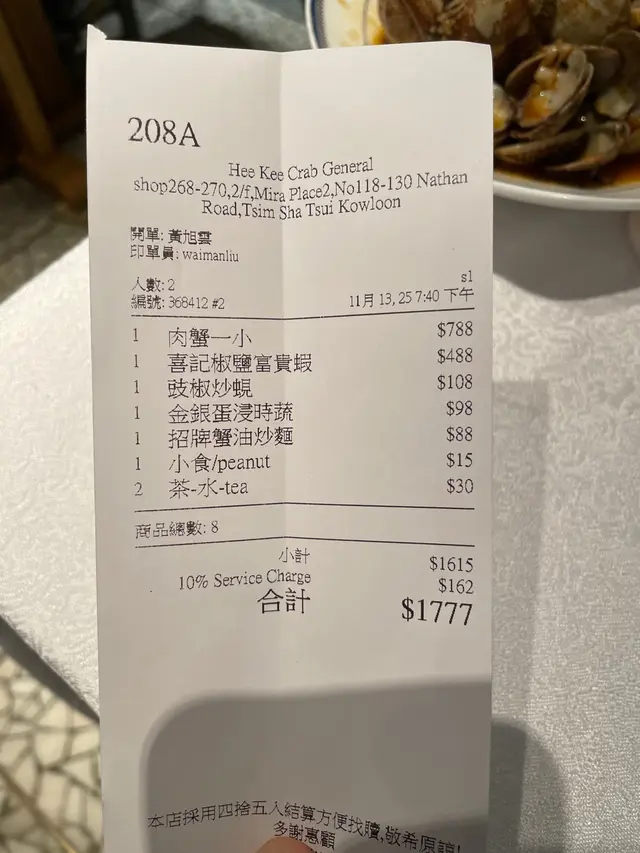 208A
Hee Kee Crab General
shop268-270,2/f,Mira Place2,No118-130 Nathan
Road,Tsim Sha Tsui Kowloon
開單: 黃旭雲
印單員: waimanliu
人數: 2
s1
編號: 368412 #2 11月 13, 25 7:40 下午
1 肉蟹一小 $788
1 喜記椒鹽富貴蝦 $488
1 豉椒炒蜆 $108
1 金銀蛋浸時蔬 $98
1 招牌蟹油炒麵 $88
1 小食/peanut $15
2 茶-水-tea $30
商品總數: 8
小計 $1615
10% Service Charge $162
合計 $1777
本店採用四捨五入結算方便找贖,敬希原諒!
多謝惠顧